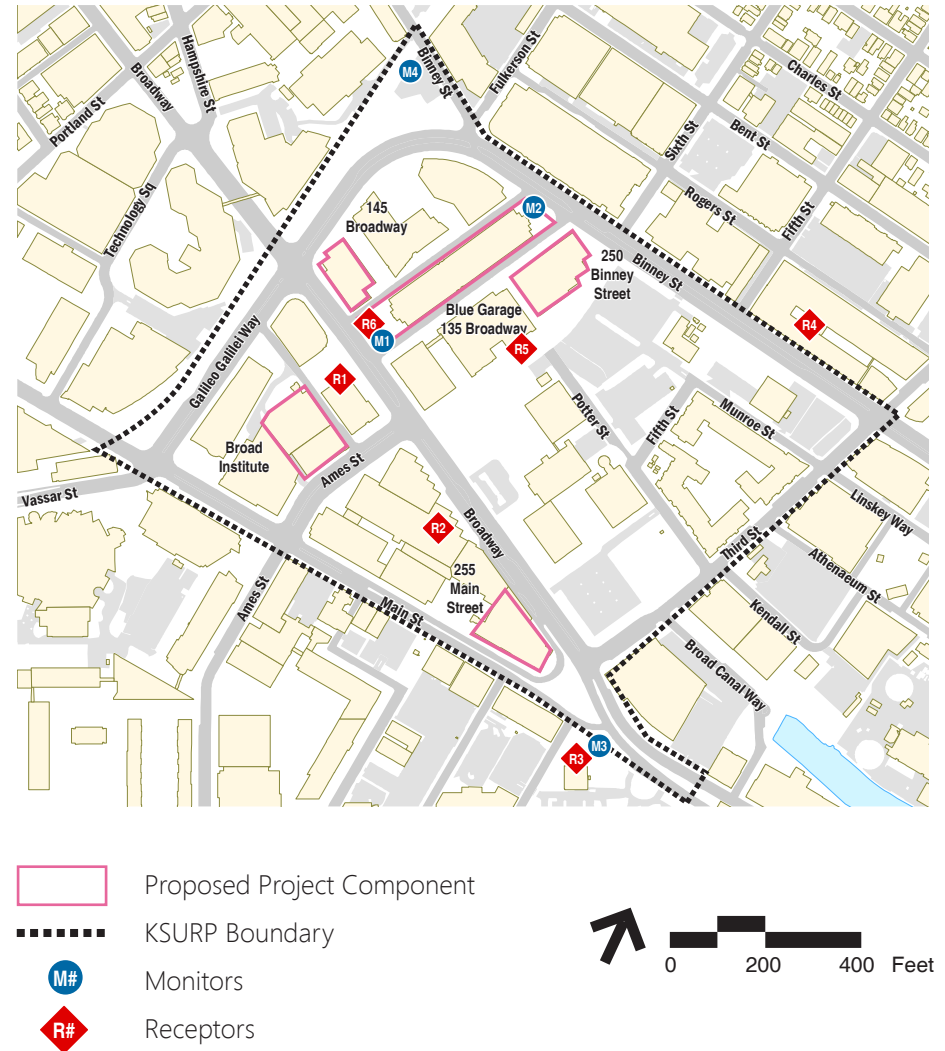 Hampshire St
Broadway
Portland St
Technology Sq
M4
Binney St
Fulkerson St
Charles St
Bent St
Sixth St
Rogers St
Fifth St
145
Broadway
M2
250
Binney
Street
Binney St
Blue Garage
135 Broadway
R6
M1
R5
R4
Galileo Galilei Way
R1
Potter St
Fifth St
Munroe St
Broad
Institute
Ames St
Vassar St
R2
Broadway
Linskey Way
Third St
Athenaeum St
255
Main
Street
Ames St
Main St
Kendall St
Broad Canal Way
R3
M3
Proposed Project Component
KSURP Boundary
M#
Monitors
R#
Receptors
0 200 400 Feet